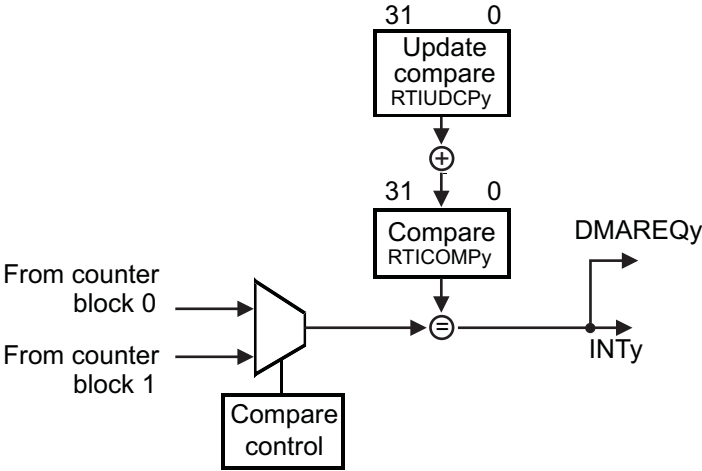 31 0
Update
compare
RTIUDCPy
+
31 0
Compare
RTICOMPy
DMAREQy
From counter
block 0
=
INTy
From counter
block 1
Compare
control